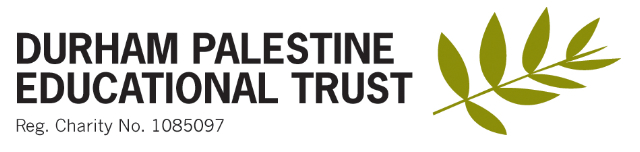 DURHAM PALESTINE
EDUCATIONAL TRUST
Reg. Charity No. 1085097